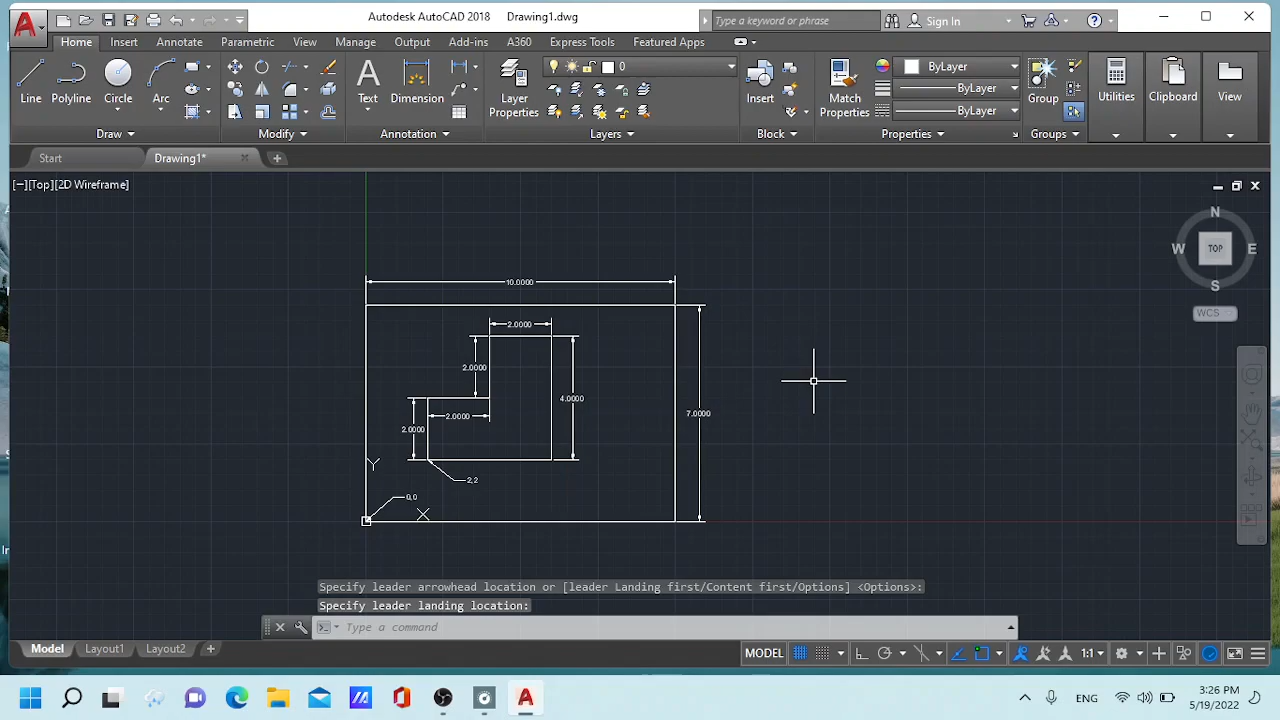 Autodesk AutoCAD 2018 Drawing1.dwg
Type a keyword or phrase
Sign In
Home Insert Annotate Parametric View Manage Output Add-ins A360 Express Tools Featured Apps
Line Polyline Circle Arc
Draw
Modify
Text Dimension
Annotation
Layer
Properties
0
Layers
Insert
Block
Match
Properties
ByLayer
ByLayer
ByLayer
Properties
Group
Groups
Utilities
Clipboard
View
Start Drawing1*
[−][Top][2D Wireframe]
N
W TOP E
S
WCS
10.0000
2.0000
2.0000
4.0000
2.0000
2.0000
7.0000
2,2
0,0
Y
X
Specify leader arrowhead location or [leader Landing first/Content first/Options] <Options>:
Specify leader landing location:
Type a command
Model Layout1 Layout2 +
MODEL 1:1
ENG
3:26 PM
5/19/2022